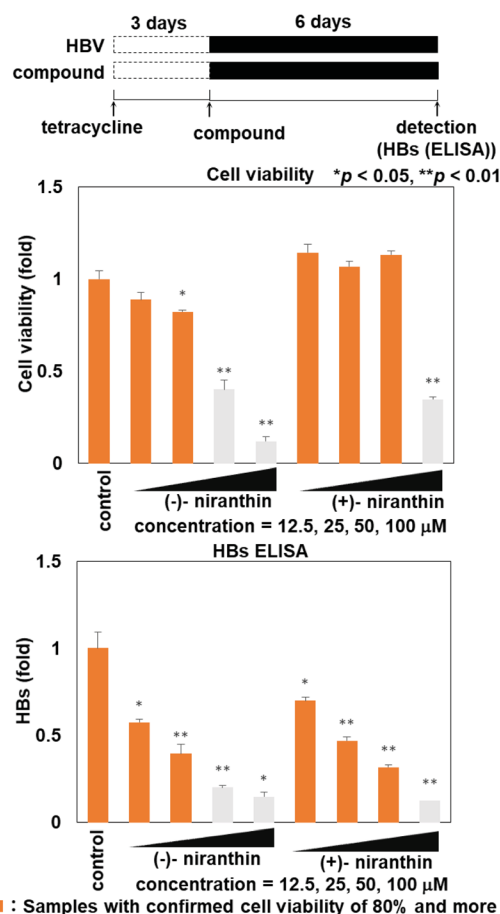 3 days 6 days
HBV
compound
tetracycline compound detection
(HBs (ELISA))
Cell viability *p < 0.05, **p < 0.01
Cell viability (fold)
1.5
1
0.5
0
*
**
**
**
control
(-)- niranthin (+)- niranthin
concentration = 12.5, 25, 50, 100 μM
HBs ELISA
HBs (fold)
1.5
1
0.5
0
*
**
**
*
*
**
**
**
control
(-)- niranthin (+)- niranthin
concentration = 12.5, 25, 50, 100 μM
: Samples with confirmed cell viability of 80% and more